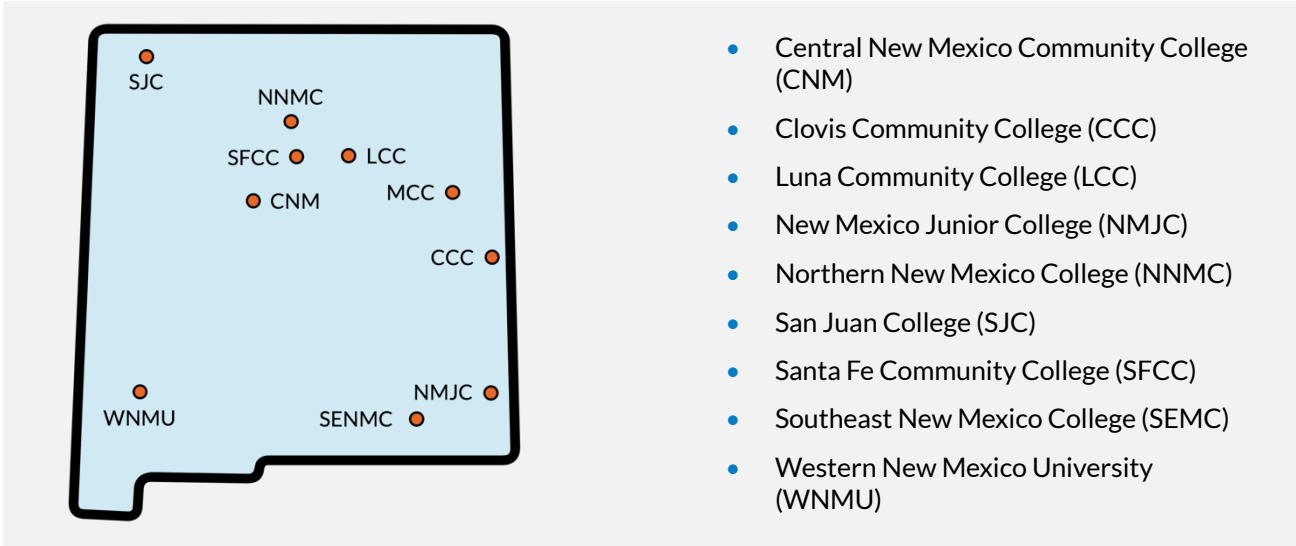 SJC
NNMC
SFCC
LCC
MCC
CNM
CCC
NMJC
WNMU
SENMC
• Central New Mexico Community College
(CNM)
• Clovis Community College (CCC)
• Luna Community College (LCC)
• New Mexico Junior College (NMJC)
• Northern New Mexico College (NNMC)
• San Juan College (SJC)
• Santa Fe Community College (SFCC)
• Southeast New Mexico College (SEMC)
• Western New Mexico University
(WNMU)